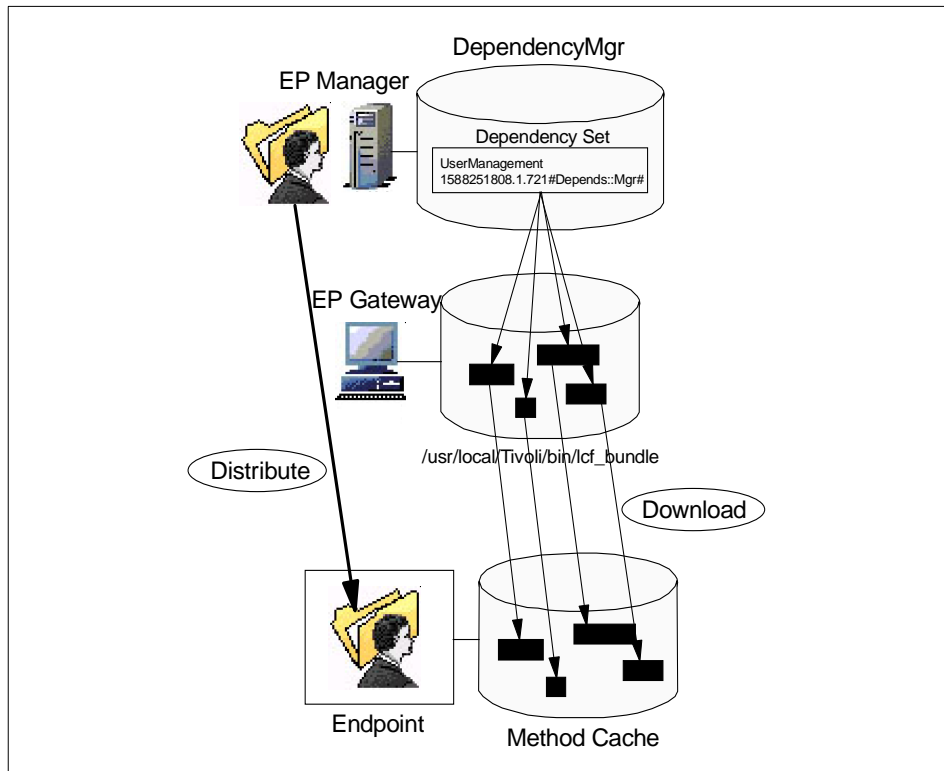 DependencyMgr
EP Manager
Dependency Set
UserManagement
1588251808.1.721#Depends::Mgr#
EP Gateway
/usr/local/Tivoli/bin/lcf_bundle
Distribute
Download
Endpoint
Method Cache